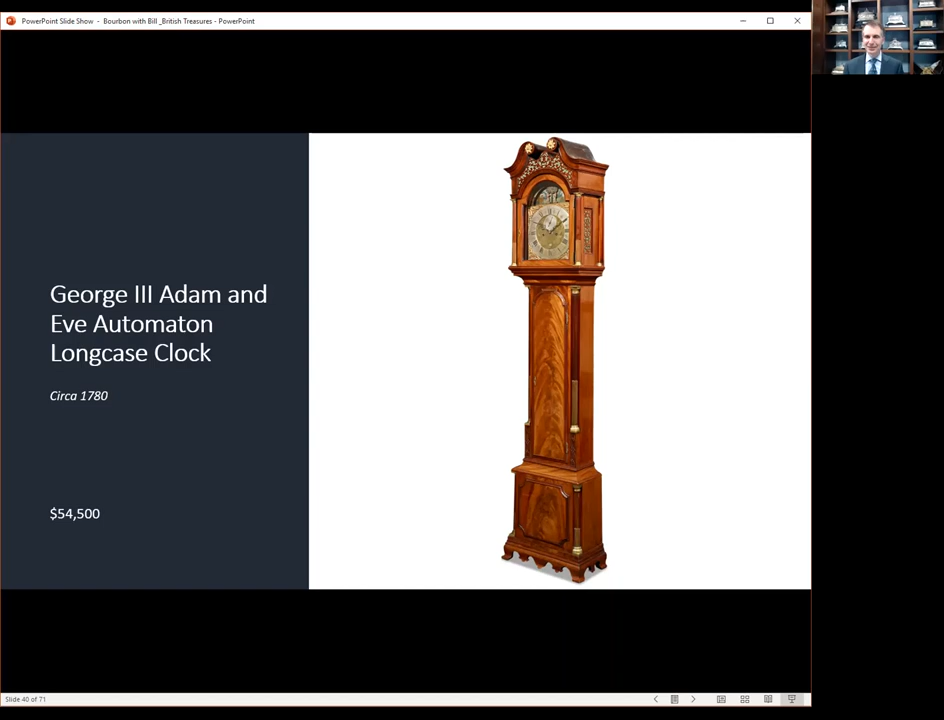 PowerPoint Slide Show - Bourbon with Bill _British Treasures - PowerPoint
George III Adam and
Eve Automaton
Longcase Clock
Circa 1780
$54,500
Slide 40 of 71